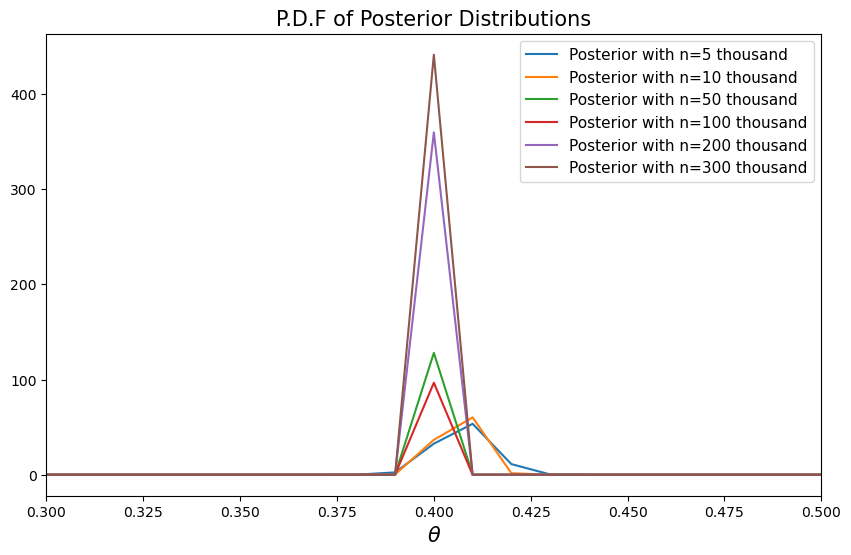 P.D.F of Posterior Distributions
Posterior with n=5 thousand
Posterior with n=10 thousand
Posterior with n=50 thousand
Posterior with n=100 thousand
Posterior with n=200 thousand
Posterior with n=300 thousand
400
300
200
100
0
0.300 0.325 0.350 0.375 0.400 0.425 0.450 0.475 0.500
θ